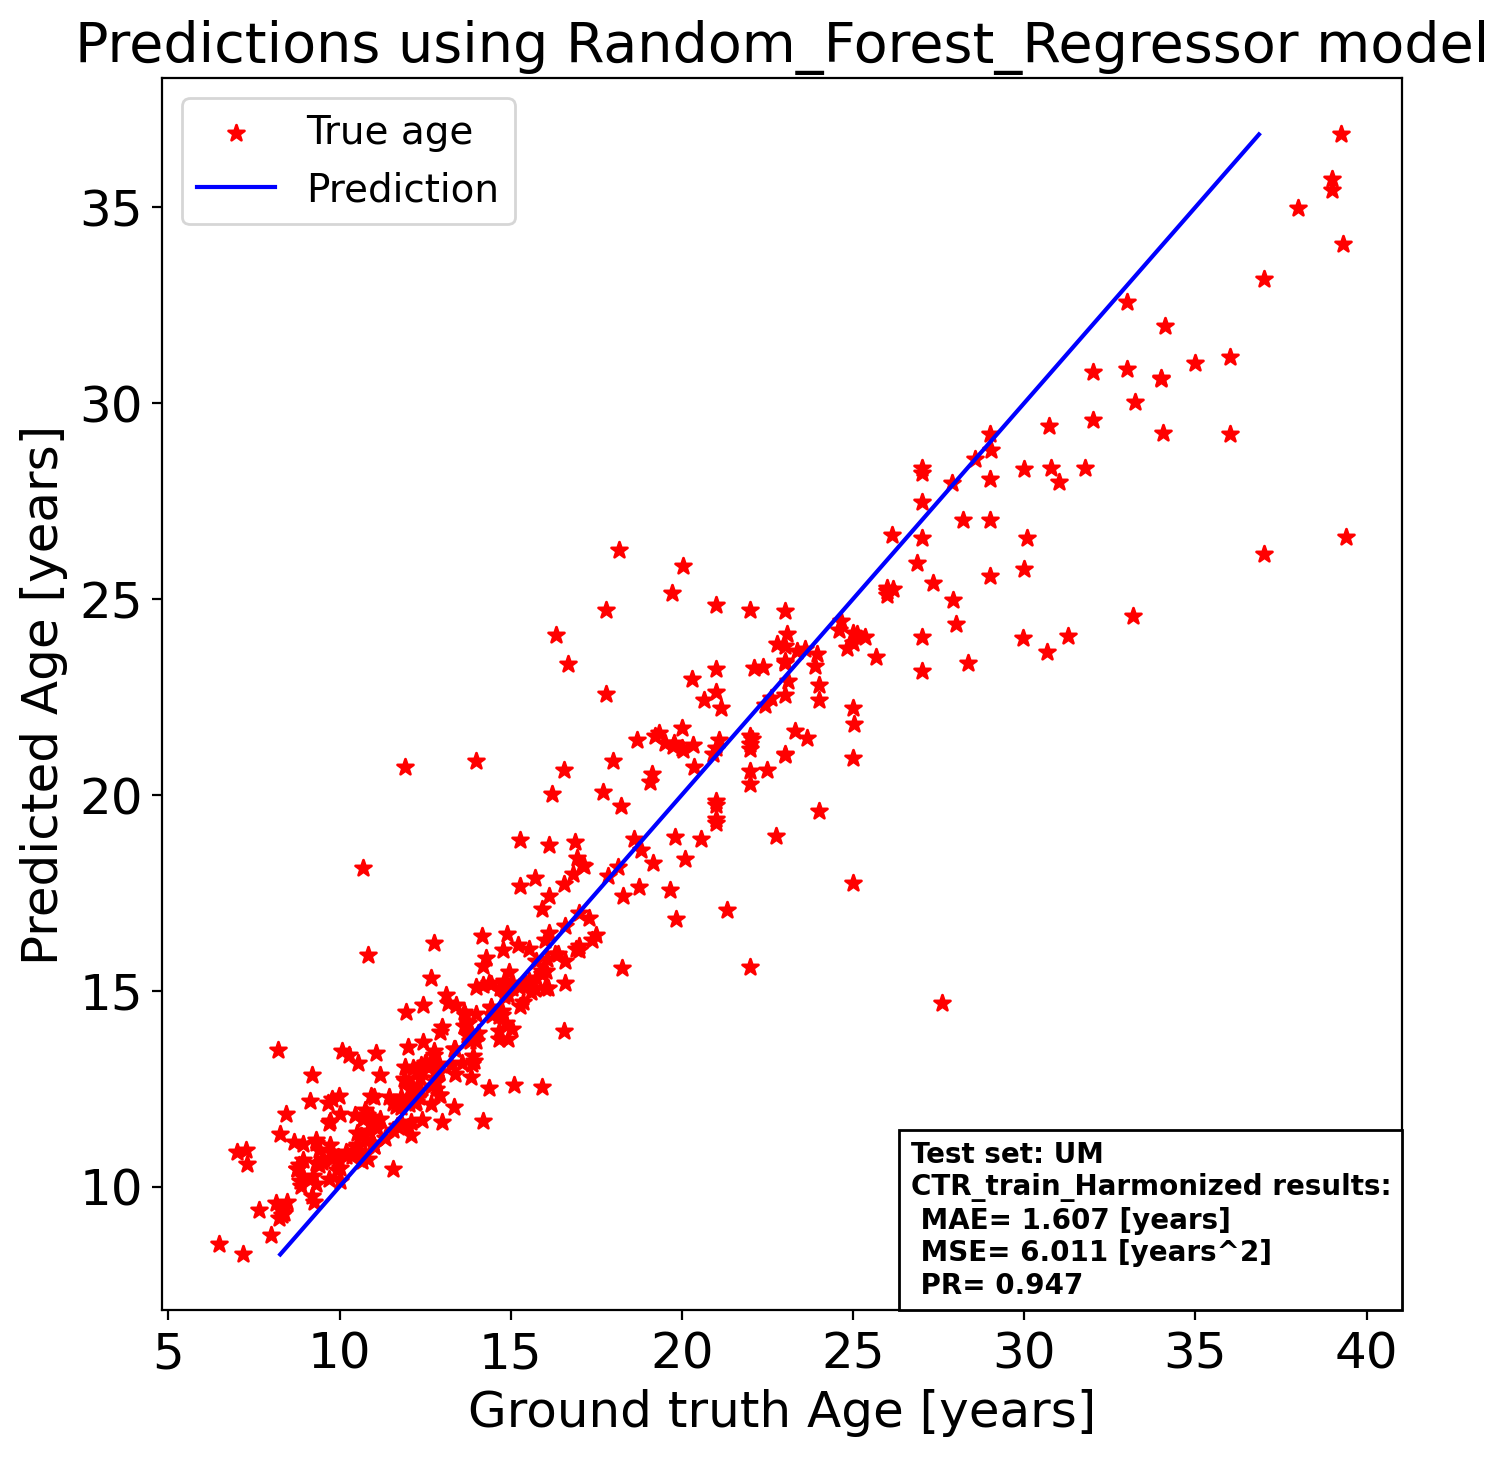 Predictions using Random_Forest_Regressor model
True age
Prediction
Predicted Age [years]
35
30
25
20
15
10
Test set: UM
CTR_train_Harmonized results:
MAE= 1.607 [years]
MSE= 6.011 [years^2]
PR= 0.947
5 10 15 20 25 30 35 40
Ground truth Age [years]